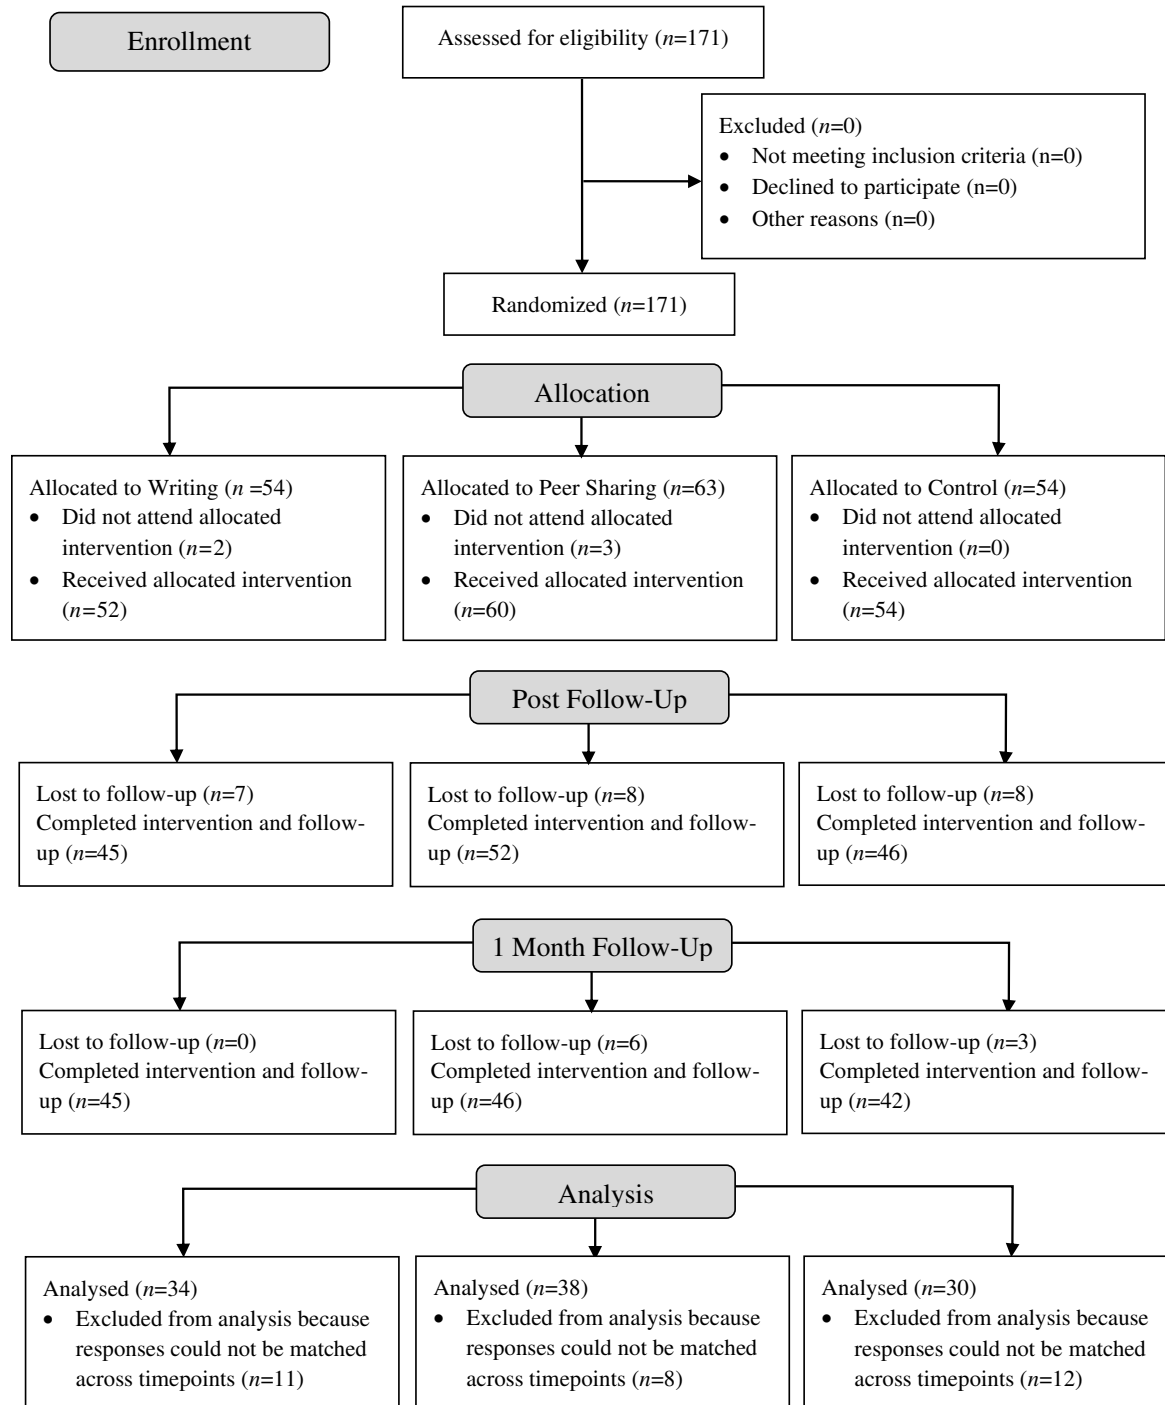 Enrollment
Assessed for eligibility (n=171)
Excluded (n=0)
• Not meeting inclusion criteria (n=0)
• Declined to participate (n=0)
• Other reasons (n=0)
Randomized (n=171)
Allocation
Allocated to Writing (n =54)
• Did not attend allocated
intervention (n=2)
• Received allocated intervention
(n=52)
Allocated to Peer Sharing (n=63)
• Did not attend allocated
intervention (n=3)
• Received allocated intervention
(n=60)
Allocated to Control (n=54)
• Did not attend allocated
intervention (n=0)
• Received allocated intervention
(n=54)
Post Follow-Up
Lost to follow-up (n=7)
Completed intervention and follow-
up (n=45)
Lost to follow-up (n=8)
Completed intervention and follow-
up (n=52)
Lost to follow-up (n=8)
Completed intervention and follow-
up (n=46)
1 Month Follow-Up
Lost to follow-up (n=0)
Completed intervention and follow-
up (n=45)
Lost to follow-up (n=6)
Completed intervention and follow-
up (n=46)
Lost to follow-up (n=3)
Completed intervention and follow-
up (n=42)
Analysis
Analysed (n=34)
• Excluded from analysis because
responses could not be matched
across timepoints (n=11)
Analysed (n=38)
• Excluded from analysis because
responses could not be matched
across timepoints (n=8)
Analysed (n=30)
• Excluded from analysis because
responses could not be matched
across timepoints (n=12)